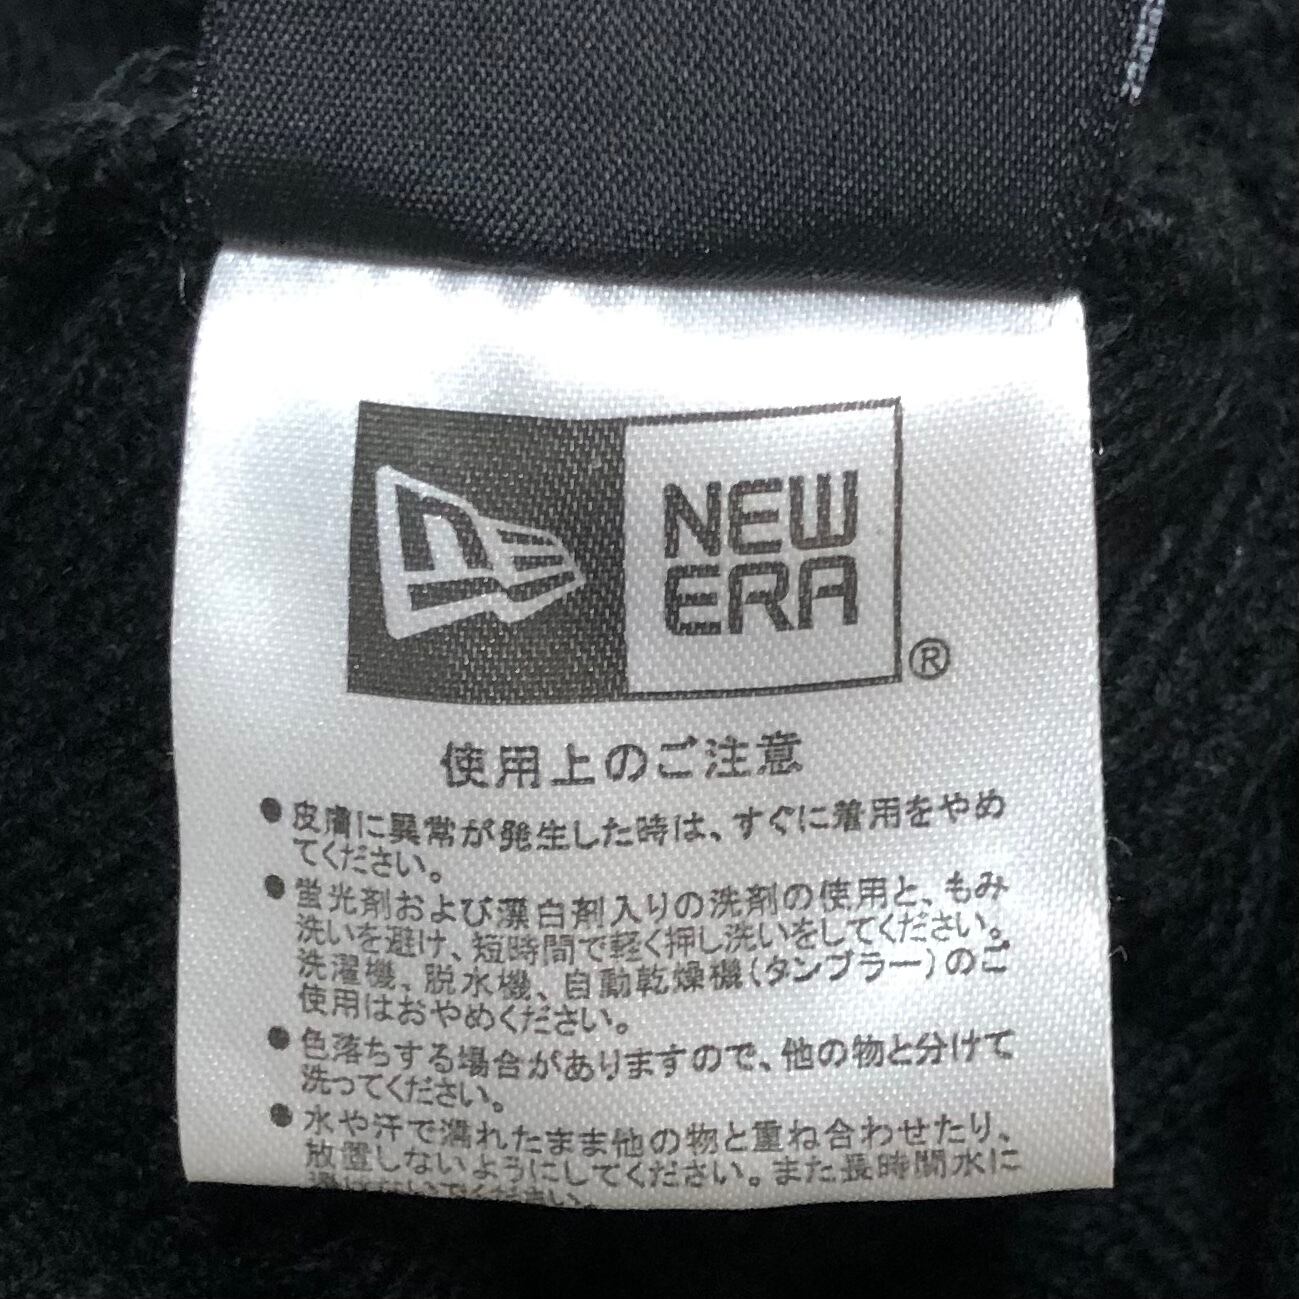 NEW
ERA
®
使用上のご注意
●皮膚に異常が発生した時は、すぐに着用をやめ
てください。
●蛍光剤および漂白剤入りの洗剤の使用と、もみ
洗いを避け、短時間で軽く押し洗いをしてください。
洗濯機、脱水機、自動乾燥機(タンブラー)のご
使用はおやめください。
●色落ちする場合がありますので、他の物と分けて
洗ってください。
●水や汗で濡れたまま他の物と重ね合わせたり、
放置しないようにしてください。また長時間水に